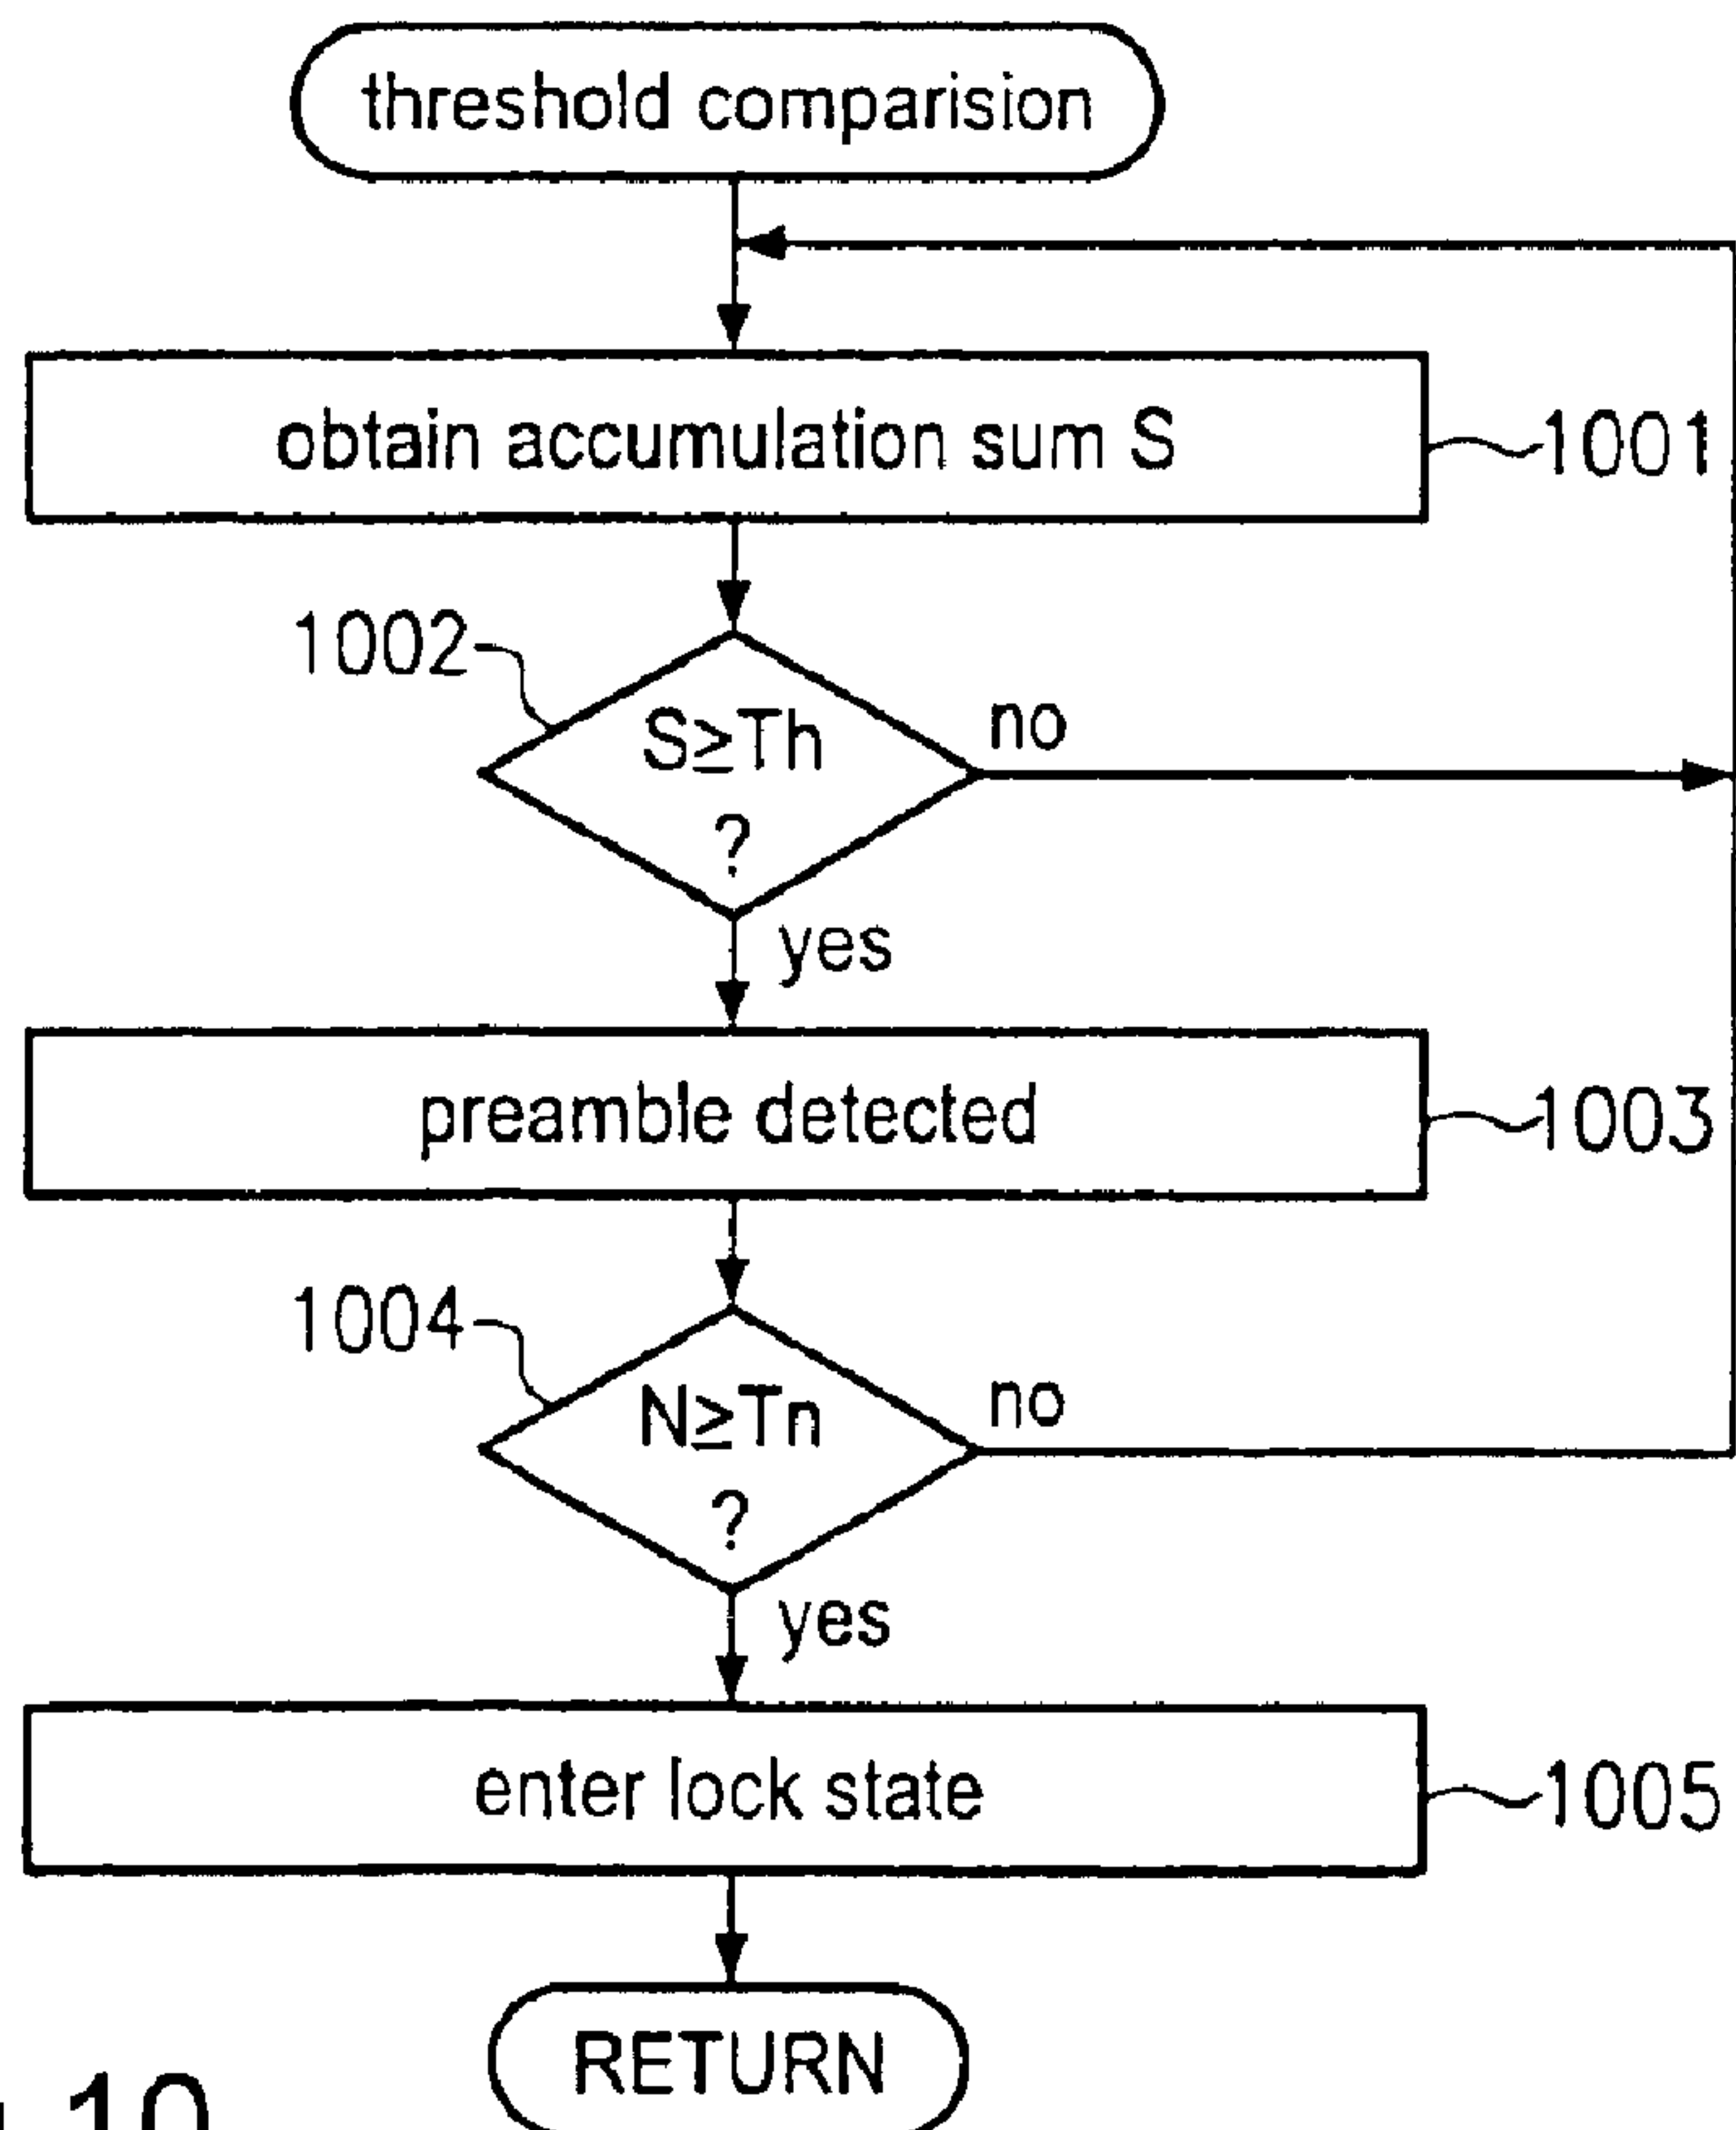 threshold comparision
obtain accumulation sum S
1001
1002
S≥Th
?
no
yes
preamble detected
1003
1004
N≥Tn
?
no
yes
enter lock state
1005
RETURN
10